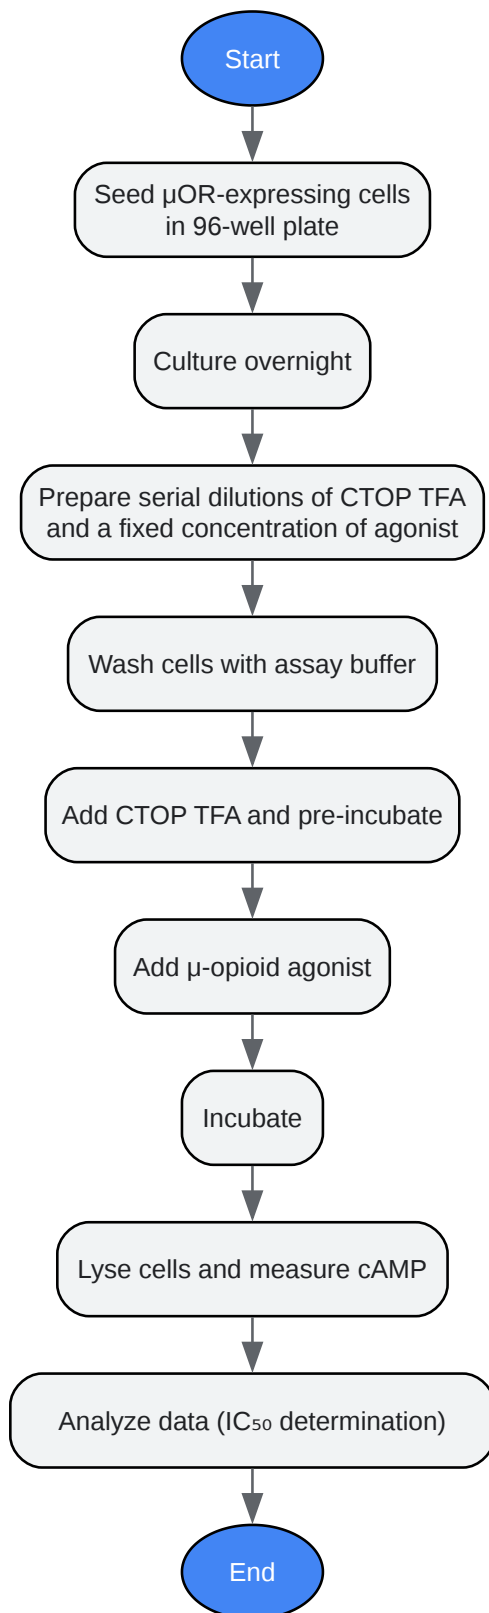 Start
Seed μOR-expressing cells
in 96-well plate
Culture overnight
Prepare serial dilutions of CTOP TFA
and a fixed concentration of agonist
Wash cells with assay buffer
Add CTOP TFA and pre-incubate
Add μ-opioid agonist
Incubate
Lyse cells and measure cAMP
Analyze data (IC₅₀ determination)
End